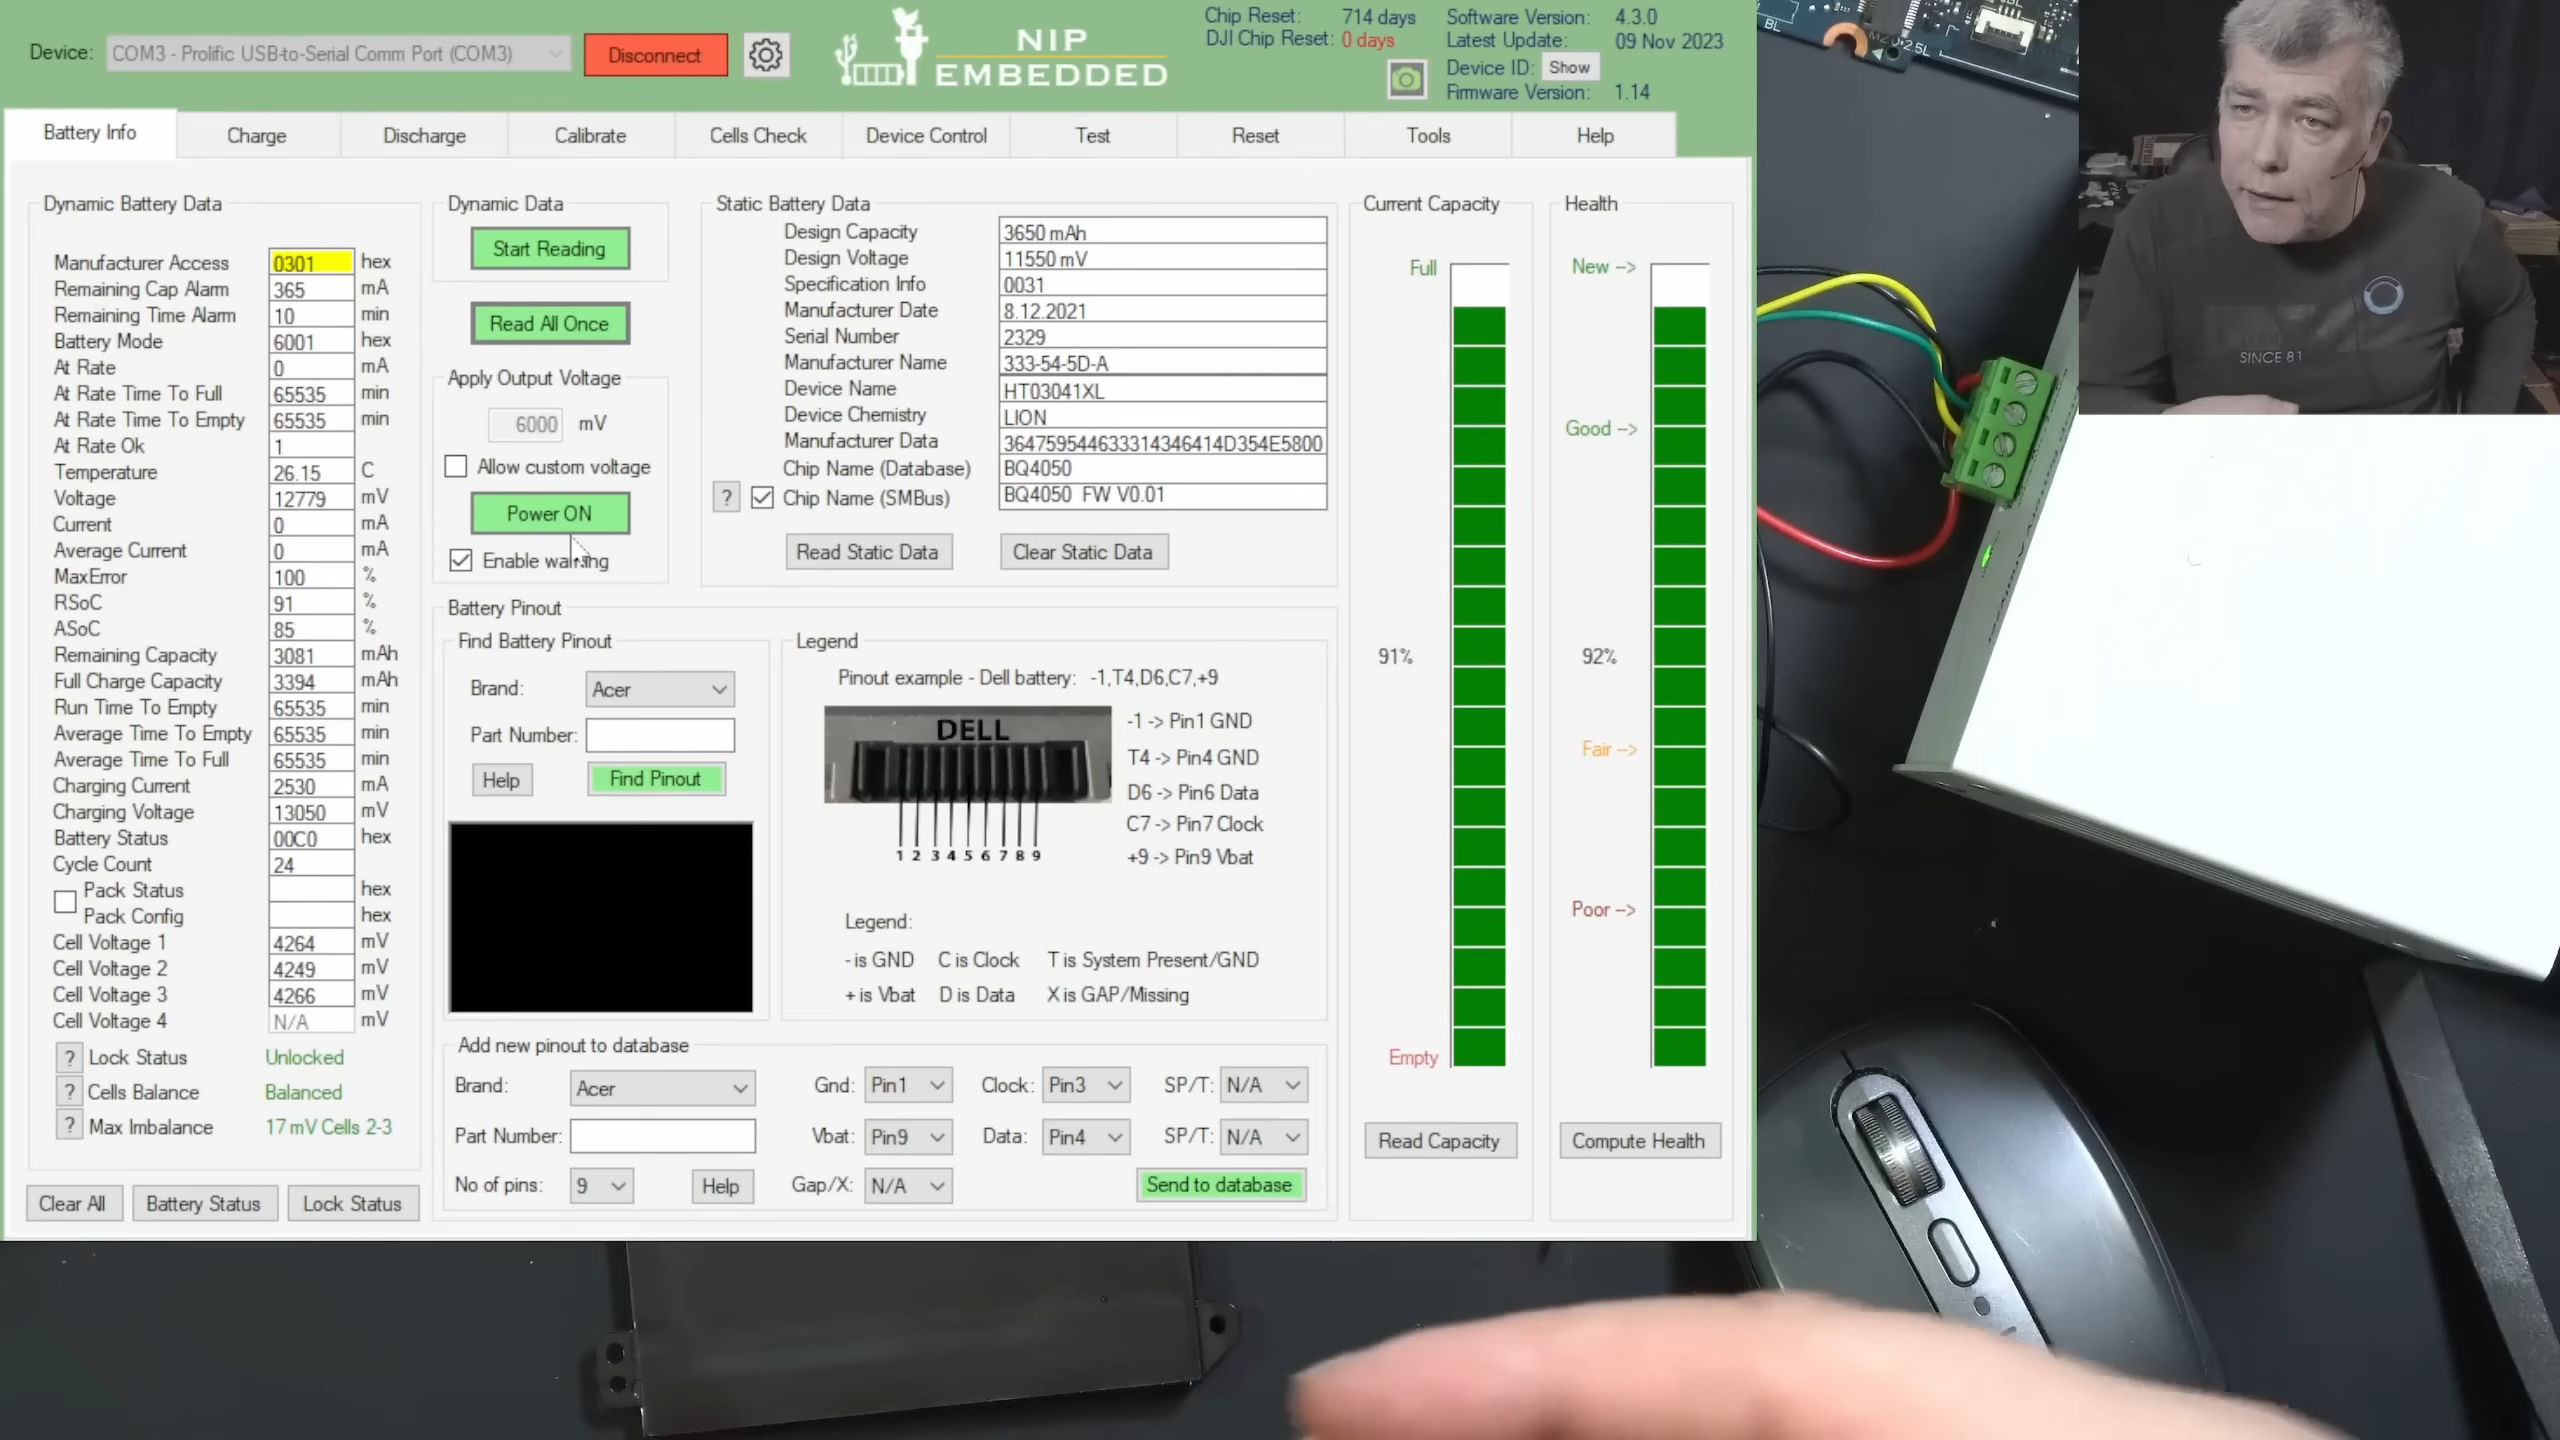 Device:
COM3 - Prolific USB-to-Serial Comm Port (COM3)
Disconnect
NIP
EMBEDDED
Chip Reset: 714 days
DJI Chip Reset: 0 days
Software Version: 4.3.0
Latest Update: 09 Nov 2023
Device ID: Show
Firmware Version: 1.14
Battery Info
Charge
Discharge
Calibrate
Cells Check
Device Control
Test
Reset
Tools
Help
Dynamic Battery Data
Manufacturer Access 0301 hex
Remaining Cap Alarm 365 mA
Remaining Time Alarm 10 min
Battery Mode 6001 hex
At Rate 0 mA
At Rate Time To Full 65535 min
At Rate Time To Empty 65535 min
At Rate Ok 1
Temperature 26.15 C
Voltage 12779 mV
Current 0 mA
Average Current 0 mA
MaxError 100 %
RSoC 91 %
ASoC 85 %
Remaining Capacity 3081 mAh
Full Charge Capacity 3394 mAh
Run Time To Empty 65535 min
Average Time To Empty 65535 min
Average Time To Full 65535 min
Charging Current 2530 mA
Charging Voltage 13050 mV
Battery Status 00C0 hex
Cycle Count 24
Pack Status hex
Pack Config hex
Cell Voltage 1 4264 mV
Cell Voltage 2 4249 mV
Cell Voltage 3 4266 mV
Cell Voltage 4 N/A mV
? Lock Status Unlocked
? Cells Balance Balanced
? Max Imbalance 17 mV Cells 2-3
Clear All
Battery Status
Lock Status
Dynamic Data
Start Reading
Read All Once
Apply Output Voltage
6000 mV
Allow custom voltage
Power ON
Enable warning
Static Battery Data
Design Capacity 3650 mAh
Design Voltage 11550 mV
Specification Info 0031
Manufacturer Date 8.12.2021
Serial Number 2329
Manufacturer Name 333-54-5D-A
Device Name HT03041XL
Device Chemistry LION
Manufacturer Data 364759544633314346414D354E5800
Chip Name (Database) BQ4050
? Chip Name (SMBus) BQ4050 FW V0.01
Read Static Data
Clear Static Data
Battery Pinout
Find Battery Pinout
Brand: Acer
Part Number:
Help
Find Pinout
Legend
Pinout example - Dell battery: -1,T4,D6,C7,+9
DELL
1 2 3 4 5 6 7 8 9
-1 -> Pin1 GND
T4 -> Pin4 GND
D6 -> Pin6 Data
C7 -> Pin7 Clock
+9 -> Pin9 Vbat
Legend:
- is GND C is Clock T is System Present/GND
+ is Vbat D is Data X is GAP/Missing
Add new pinout to database
Brand: Acer
Part Number:
No of pins: 9
Help
Gnd: Pin1 Clock: Pin3 SP/T: N/A
Vbat: Pin9 Data: Pin4 SP/T: N/A
Gap/X: N/A
Send to database
Current Capacity
Full
91%
Empty
Read Capacity
Health
New -->
Good -->
92%
Fair -->
Poor -->
Compute Health
SINCE 81
BL